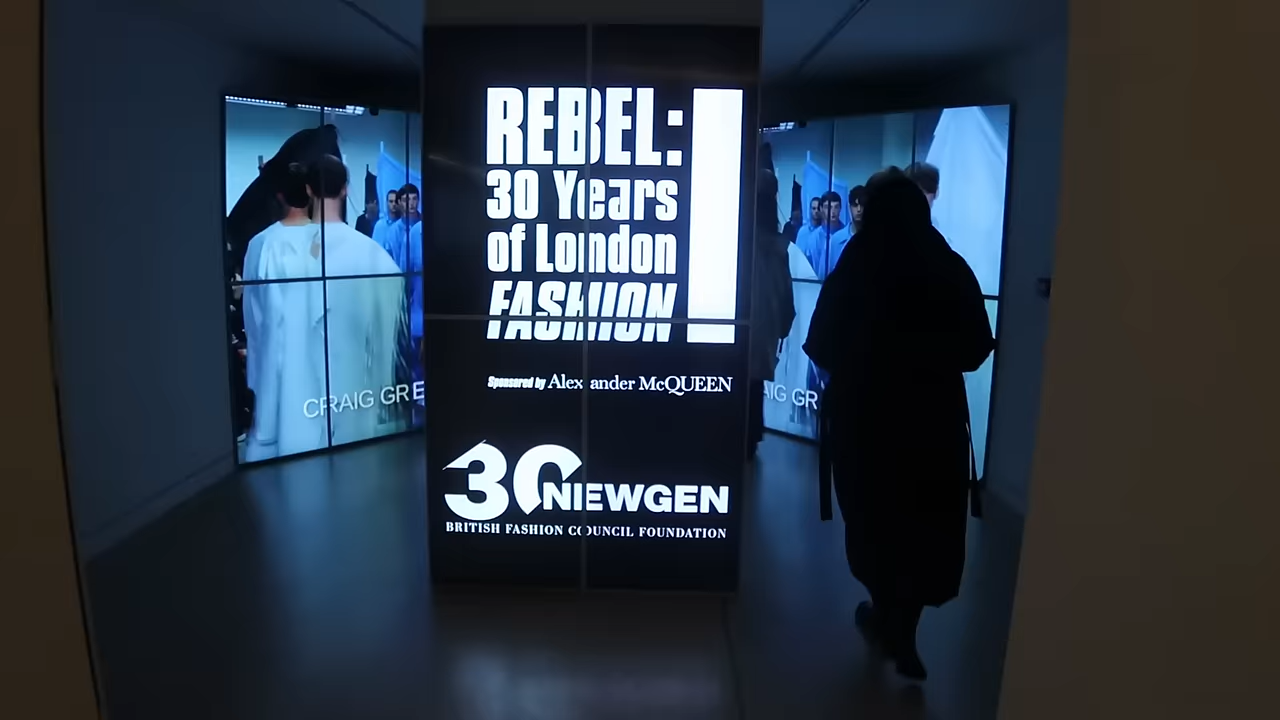 REBEL:
30 Years
of London
FASHION
Sponsored by Alexander McQUEEN
30 NEWGEN
BRITISH FASHION COUNCIL FOUNDATION
CRAIG GRE
AIG GR